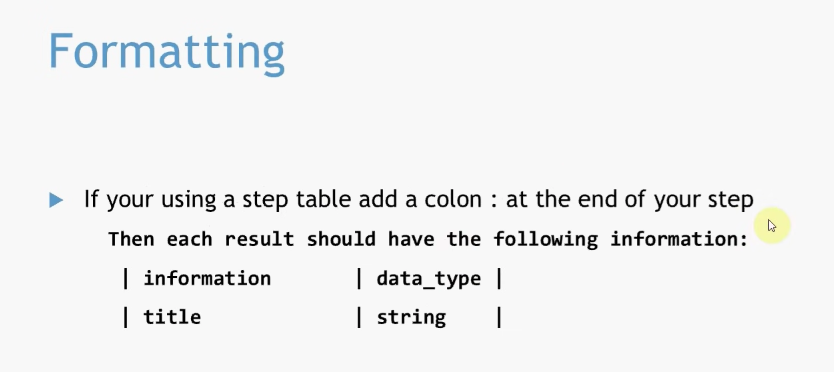 Formatting
If your using a step table add a colon : at the end of your step
Then each result should have the following information:
| information | data_type |
| title | string |